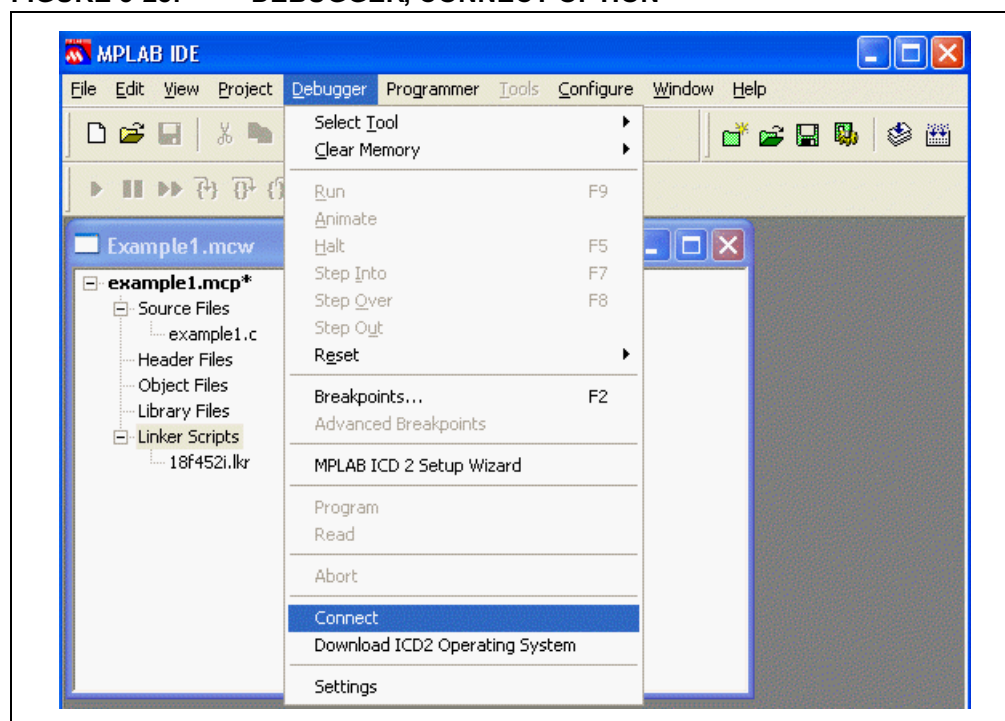 DEBUGGER, CONNECT OPTION
MPLAB IDE
File Edit View Project Debugger Programmer Tools Configure Window Help
Select Tool
Clear Memory
Run F9
Animate
Halt F5
Step Into F7
Step Over F8
Step Out
Reset
Breakpoints... F2
Advanced Breakpoints
MPLAB ICD 2 Setup Wizard
Program
Read
Abort
Connect
Download ICD2 Operating System
Settings
Example1.mcw
example1.mcp*
Source Files
example1.c
Header Files
Object Files
Library Files
Linker Scripts
18f452i.lkr